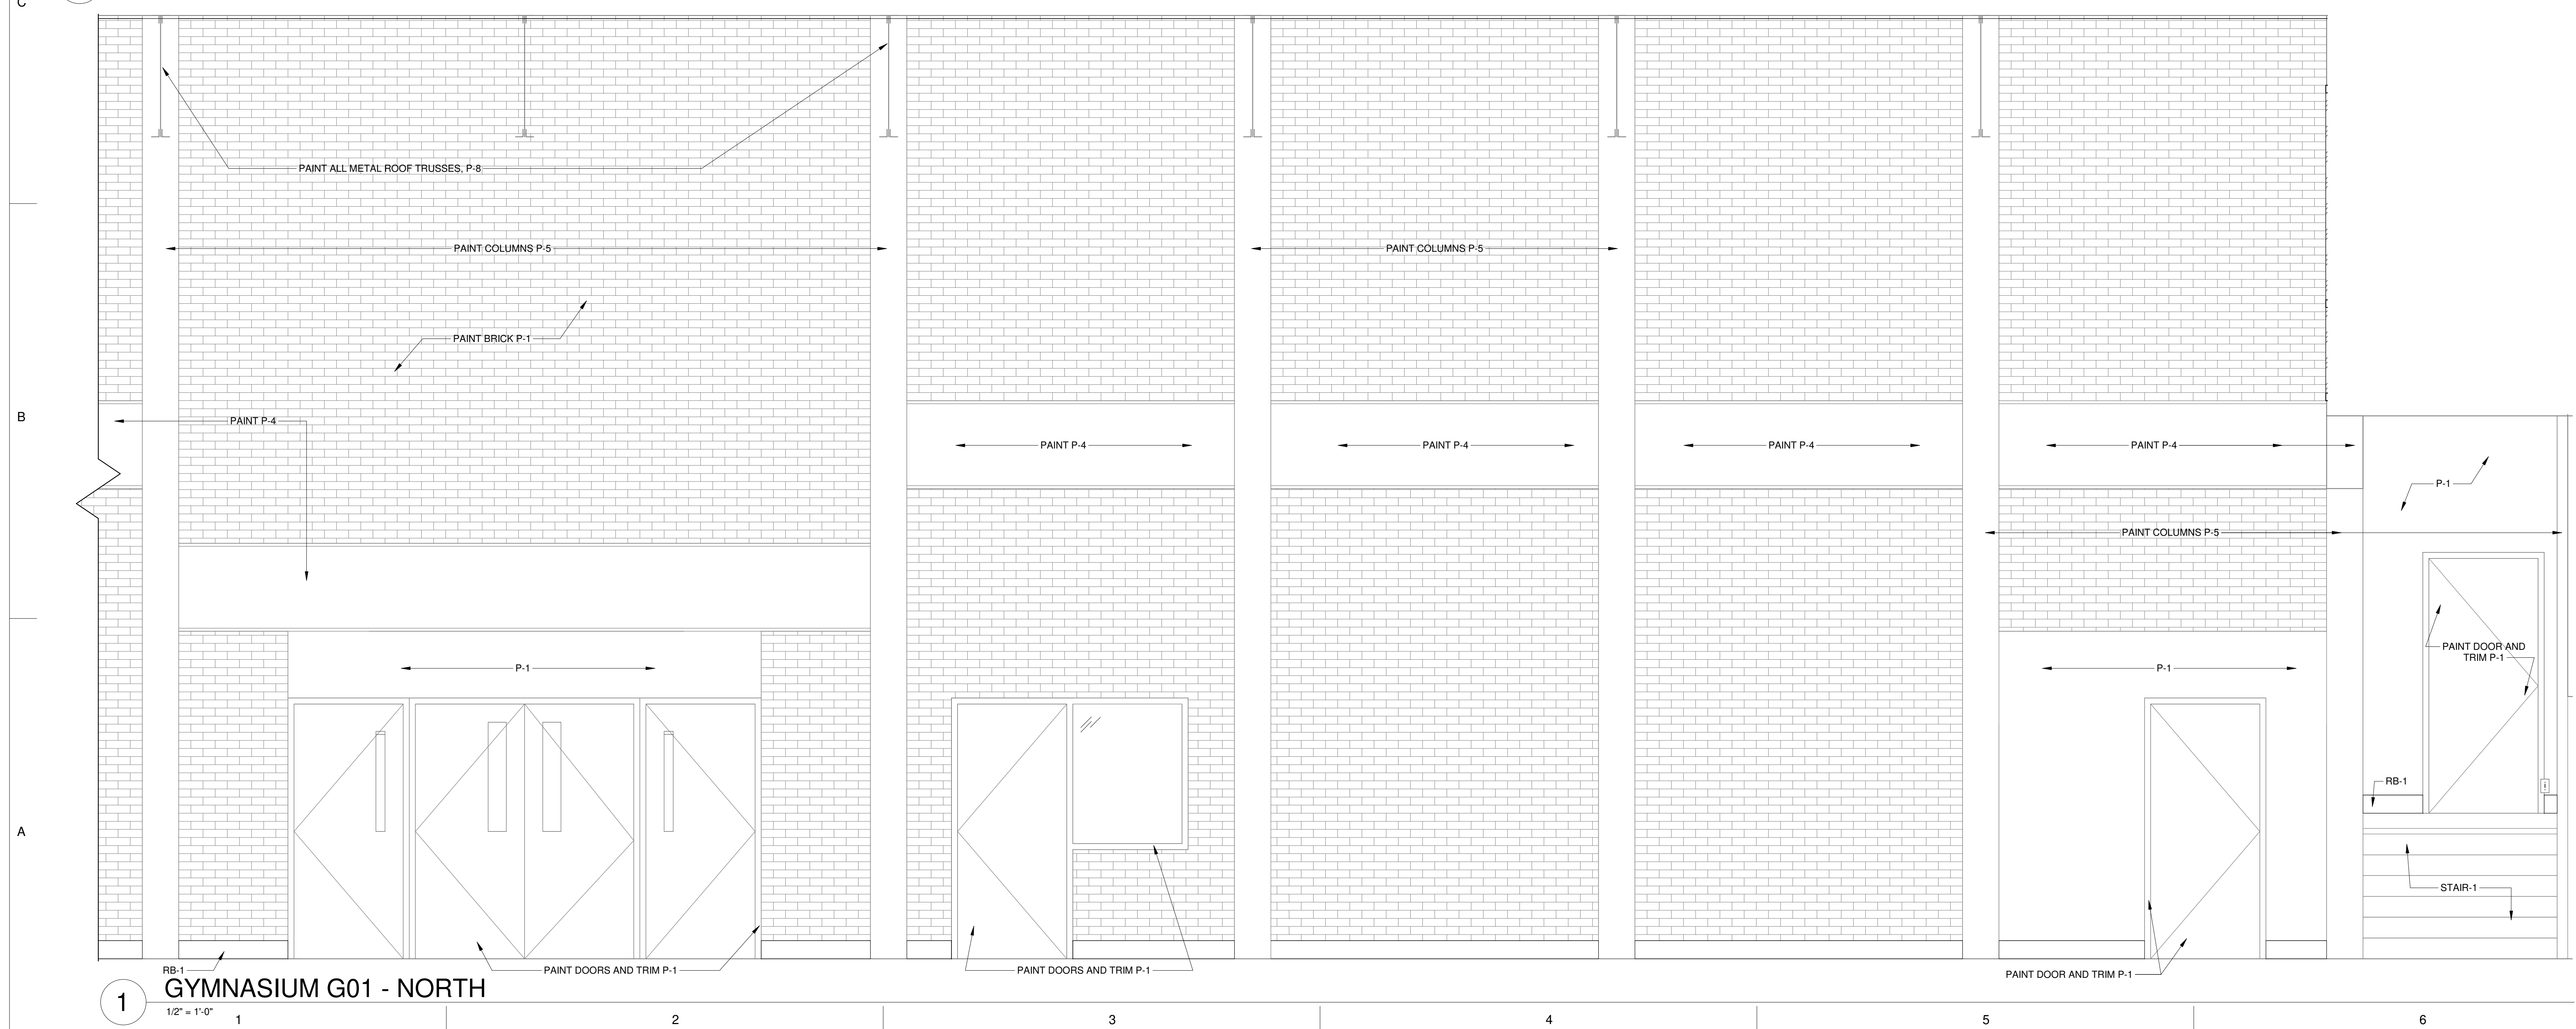 C
PAINT ALL METAL ROOF TRUSSES, P-8
PAINT COLUMNS P-5
PAINT COLUMNS P-5
PAINT BRICK P-1
B
PAINT P-4
PAINT P-4
PAINT P-4
PAINT P-4
PAINT P-4
P-1
PAINT COLUMNS P-5
PAINT DOOR AND
TRIM P-1
P-1
P-1
RB-1
A
STAIR-1
RB-1
PAINT DOORS AND TRIM P-1
PAINT DOORS AND TRIM P-1
PAINT DOOR AND TRIM P-1
1
GYMNASIUM G01 - NORTH
1/2" = 1'-0"
1
2
3
4
5
6